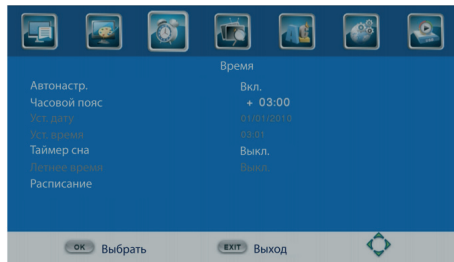 Время
Автонастр. Вкл.
Часовой пояс + 03:00
Уст. дату 01/01/2010
Уст. время 03:01
Таймер сна Выкл.
Летнее время Выкл.
Расписание
OK Выбрать EXIT Выход